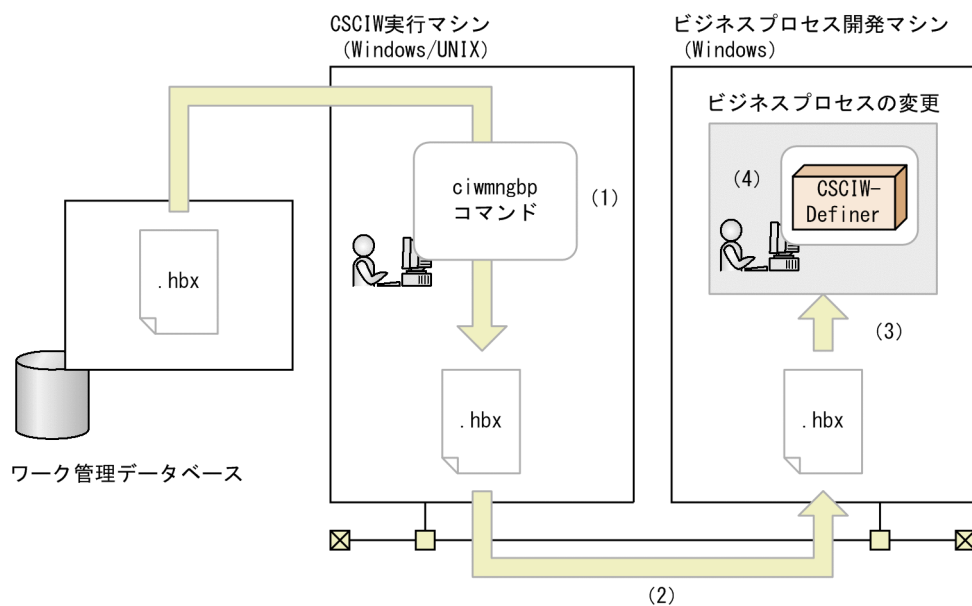 CSCIW実行マシン
（Windows/UNIX）
ビジネスプロセス開発マシン
（Windows）
ビジネスプロセスの変更
ciwmngbp
コマンド
(1)
(4)
CSCIW-
Definer
.hbx
(3)
.hbx
.hbx
ワーク管理データベース
(2)